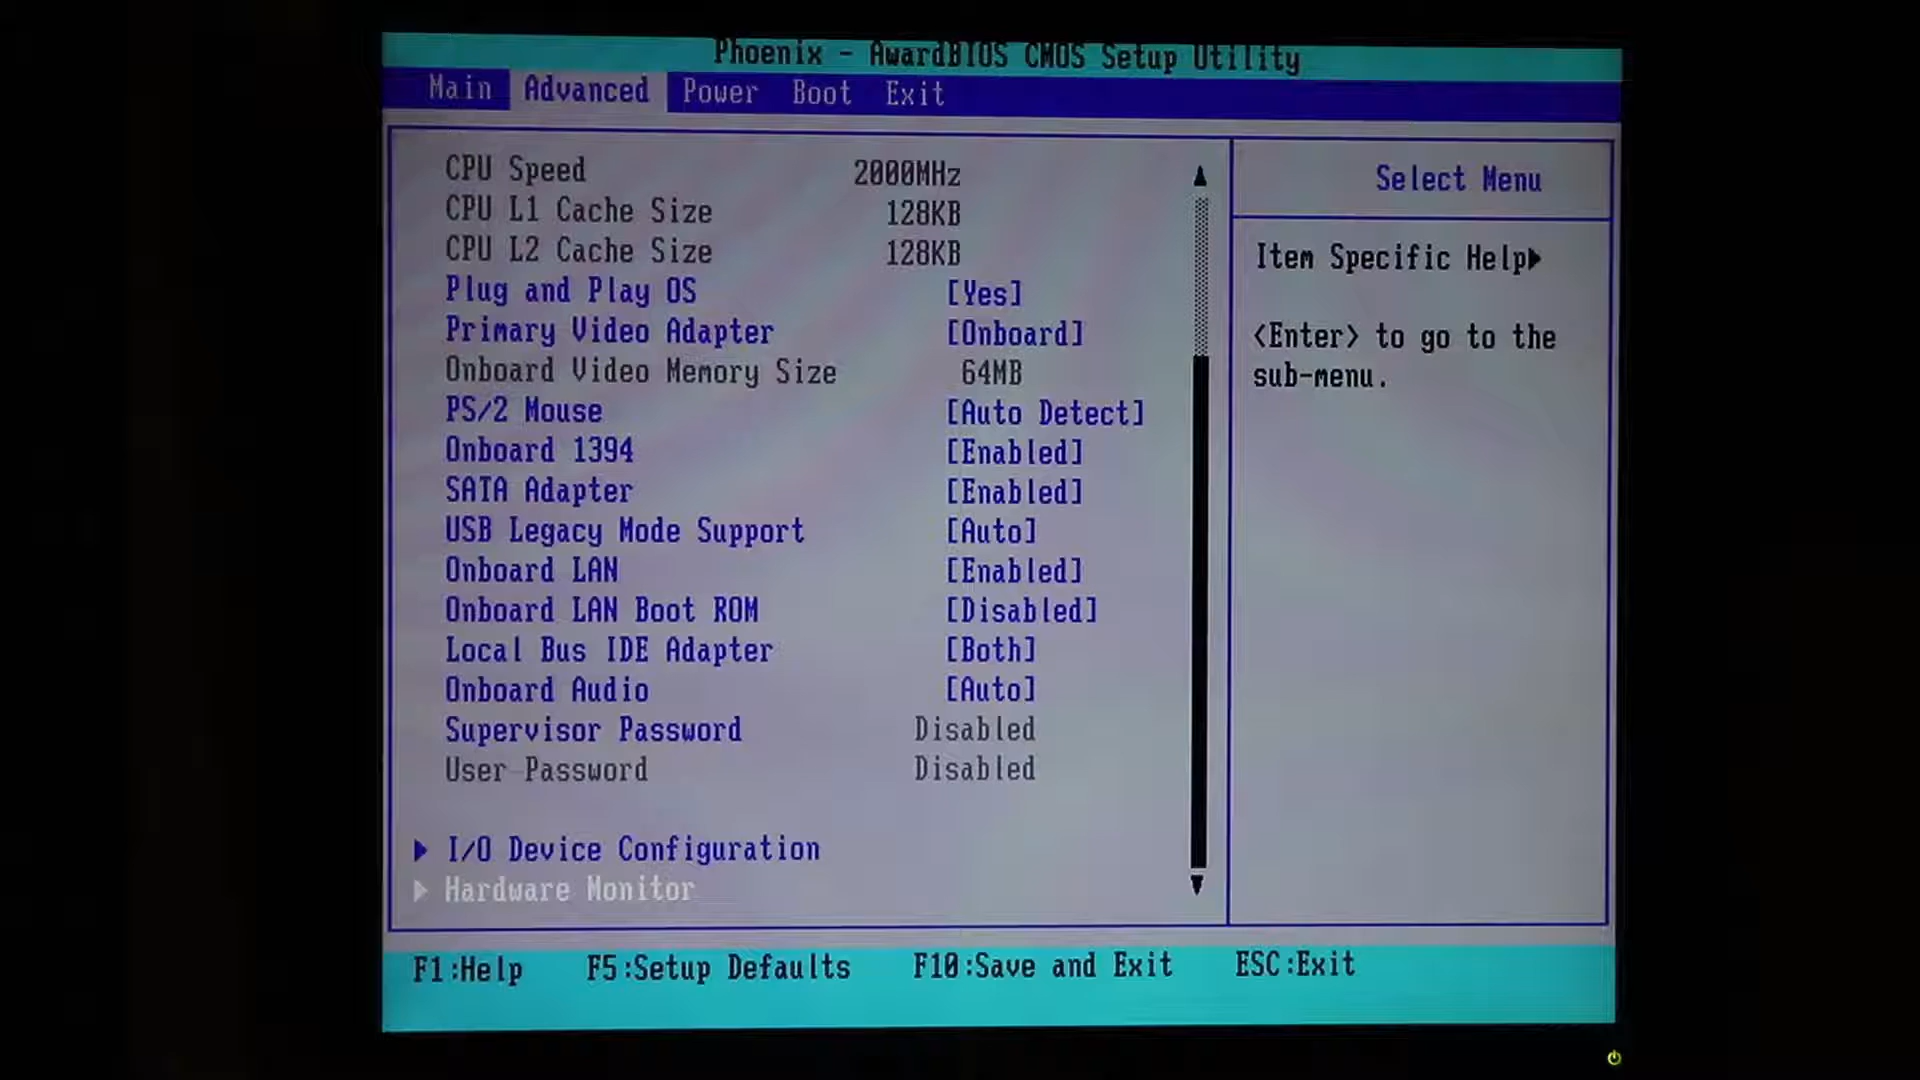 Phoenix - AwardBIOS CMOS Setup Utility
Main Advanced Power Boot Exit
CPU Speed 2000MHz
CPU L1 Cache Size 128KB
CPU L2 Cache Size 128KB
Plug and Play OS [Yes]
Primary Video Adapter [Onboard]
Onboard Video Memory Size 64MB
PS/2 Mouse [Auto Detect]
Onboard 1394 [Enabled]
SATA Adapter [Enabled]
USB Legacy Mode Support [Auto]
Onboard LAN [Enabled]
Onboard LAN Boot ROM [Disabled]
Local Bus IDE Adapter [Both]
Onboard Audio [Auto]
Supervisor Password Disabled
User Password Disabled
I/O Device Configuration
Hardware Monitor
Select Menu
Item Specific Help
<Enter> to go to the
sub-menu.
F1:Help F5:Setup Defaults F10:Save and Exit ESC:Exit